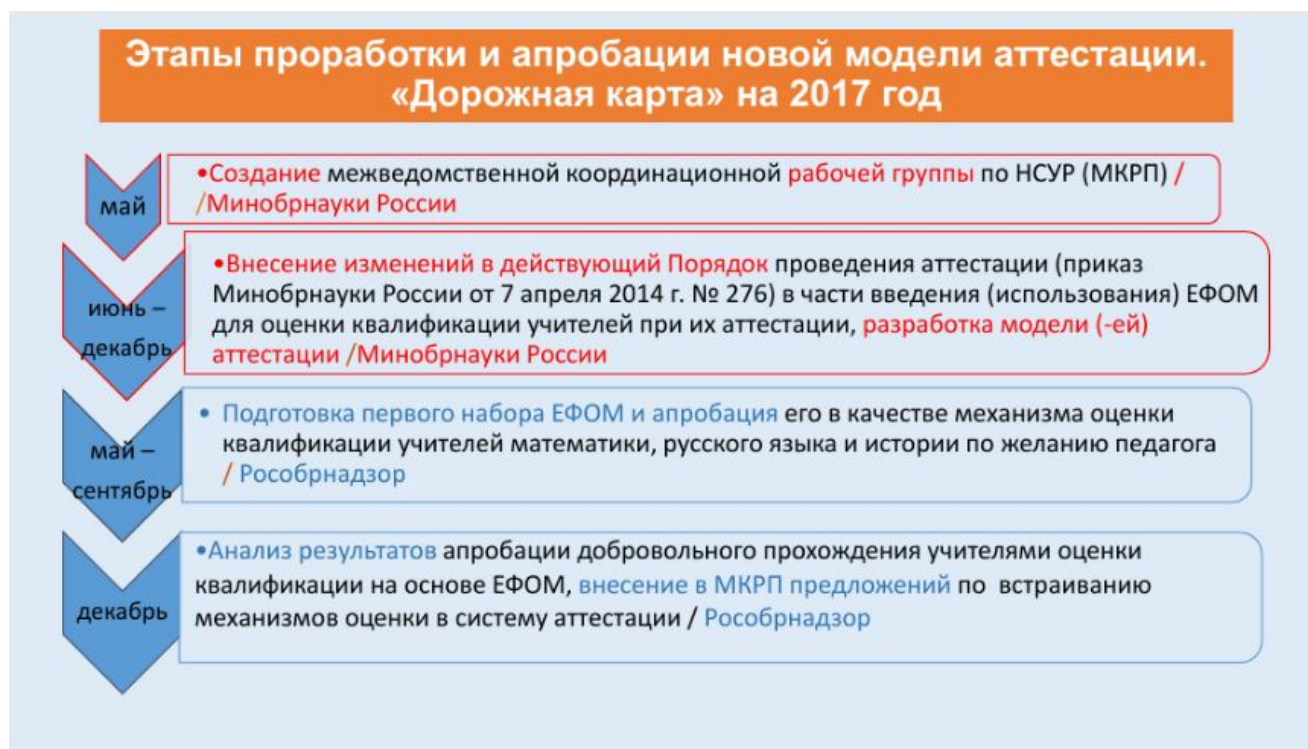 Этапы проработки и апробации новой модели аттестации.
«Дорожная карта» на 2017 год
май
•Создание межведомственной координационной рабочей группы по НСУР (МКРП) /
/Минобрнауки России
июнь –
декабрь
•Внесение изменений в действующий Порядок проведения аттестации (приказ
Минобрнауки России от 7 апреля 2014 г. № 276) в части введения (использования) ЕФОМ
для оценки квалификации учителей при их аттестации, разработка модели (-ей)
аттестации /Минобрнауки России
май –
сентябрь
• Подготовка первого набора ЕФОМ и апробация его в качестве механизма оценки
квалификации учителей математики, русского языка и истории по желанию педагога
/ Рособрнадзор
декабрь
•Анализ результатов апробации добровольного прохождения учителями оценки
квалификации на основе ЕФОМ, внесение в МКРП предложений по встраиванию
механизмов оценки в систему аттестации / Рособрнадзор